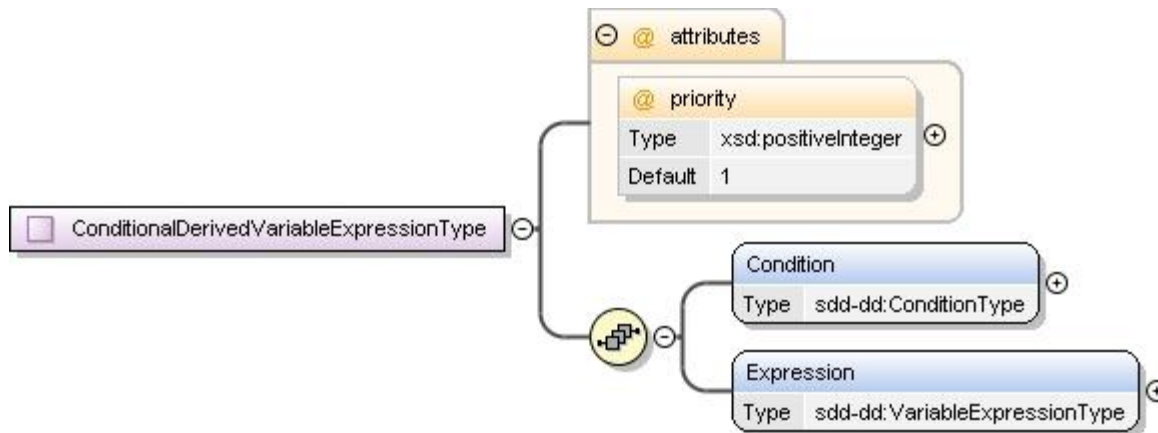 @ attributes
@ priority
Type xsd:positiveInteger
Default 1
ConditionalDerivedVariableExpressionType
Condition
Type sdd-dd:ConditionType
Expression
Type sdd-dd:VariableExpressionType